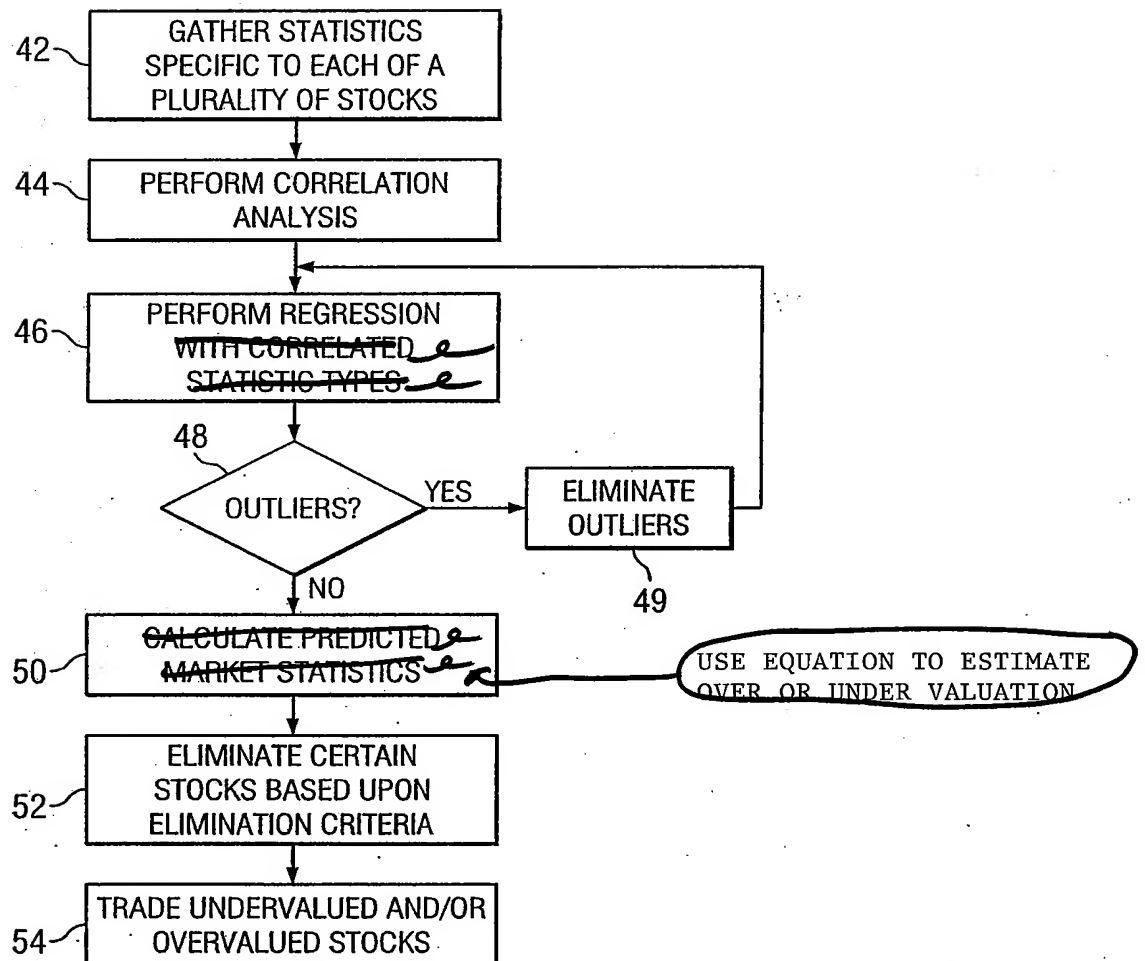 42
GATHER STATISTICS
SPECIFIC TO EACH OF A
PLURALITY OF STOCKS
44
PERFORM CORRELATION
ANALYSIS
46
PERFORM REGRESSION
WITH CORRELATED
STATISTIC TYPES
48
OUTLIERS?
YES
ELIMINATE
OUTLIERS
49
NO
50
CALCULATE PREDICTED
MARKET STATISTICS
USE EQUATION TO ESTIMATE
OVER OR UNDER VALUATION
52
ELIMINATE CERTAIN
STOCKS BASED UPON
ELIMINATION CRITERIA
54
TRADE UNDERVALUED AND/OR
OVERVALUED STOCKS